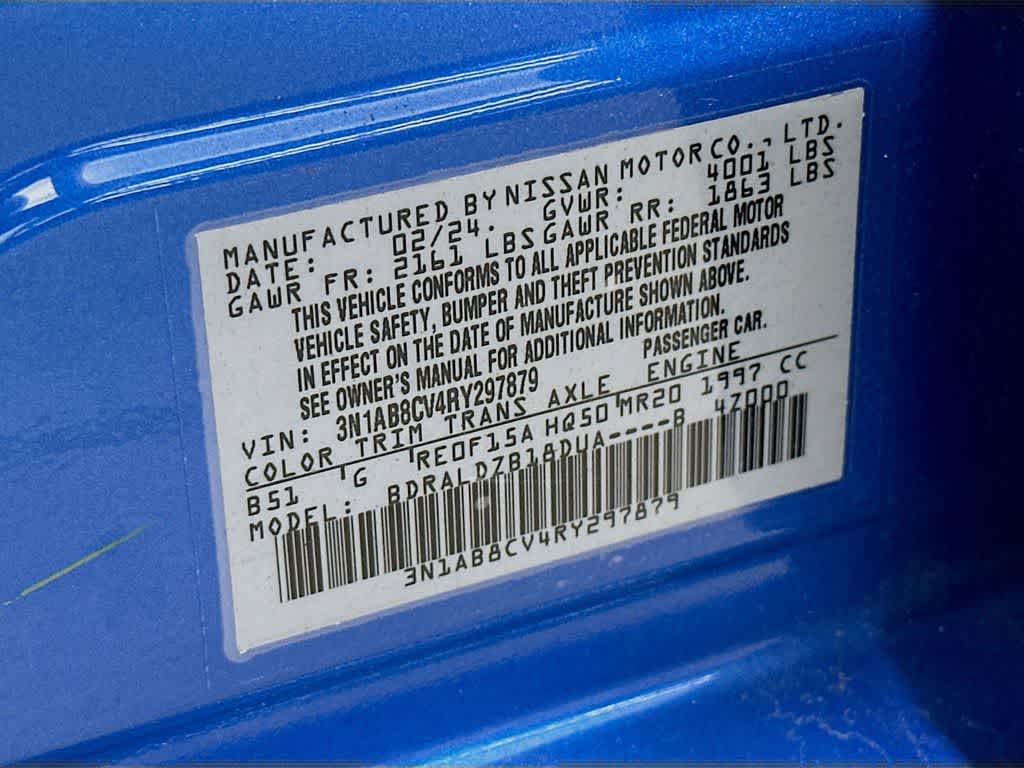 MANUFACTURED BY NISSAN MOTOR CO., LTD.
DATE: 02/24. GVWR: 4001 LBS
GAWR FR: 2161 LBS GAWR RR: 1863 LBS
THIS VEHICLE CONFORMS TO ALL APPLICABLE FEDERAL MOTOR
VEHICLE SAFETY, BUMPER AND THEFT PREVENTION STANDARDS
IN EFFECT ON THE DATE OF MANUFACTURE SHOWN ABOVE.
SEE OWNER'S MANUAL FOR ADDITIONAL INFORMATION.
VIN: 3N1AB8CV4RY297879 PASSENGER CAR.
COLOR TRIM TRANS AXLE ENGINE
B51 'G 'RE0F15A HQ50 MR20 1997 CC
MODEL: BDRALDZB18DUA----B 4Z000
3N1AB8CV4RY297879